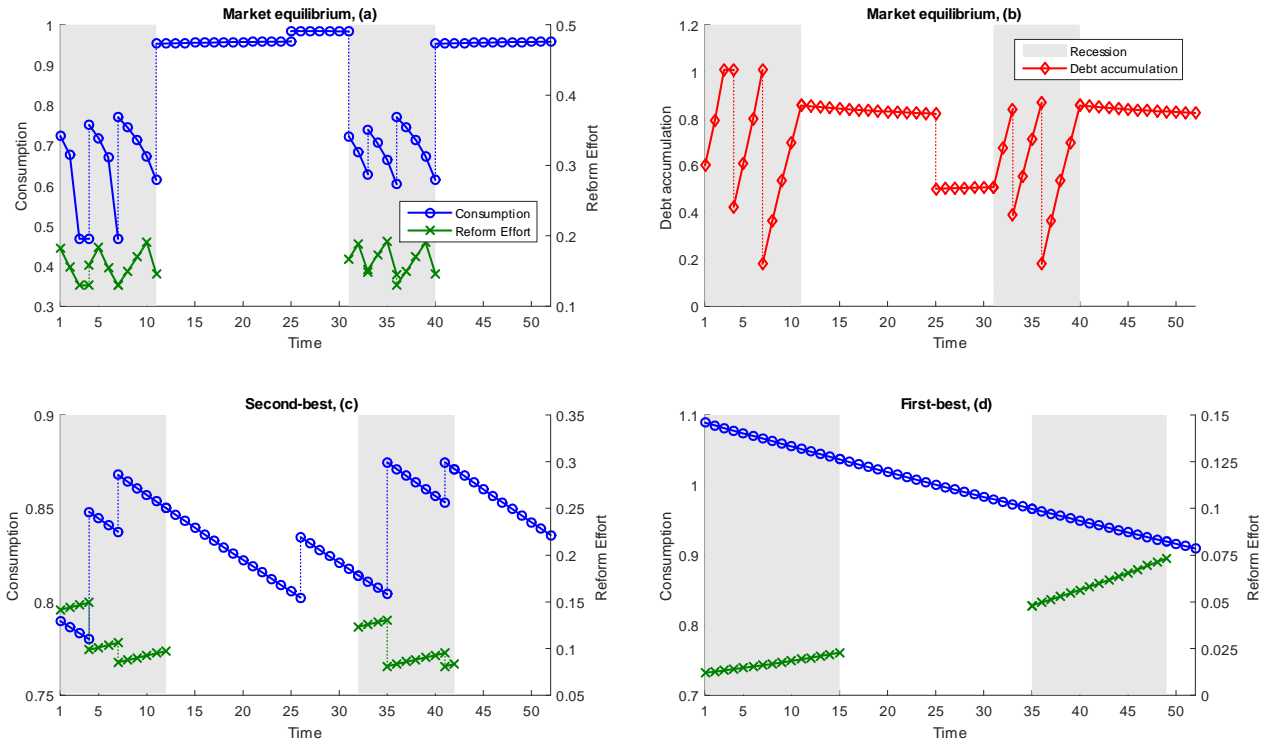 Market equilibrium, (a)
Consumption
1
0.9
0.8
0.7
0.6
0.5
0.4
0.3
0.5
0.4
0.3
0.2
0.1
Reform Effort
Consumption
Reform Effort
1 5 10 15 20 25 30 35 40 45 50
Time
Market equilibrium, (b)
Debt accumulation
1.2
1
0.8
0.6
0.4
0.2
0
Recession
Debt accumulation
1 5 10 15 20 25 30 35 40 45 50
Time
Second-best, (c)
Consumption
0.9
0.85
0.8
0.75
0.35
0.3
0.25
0.2
0.15
0.1
0.05
Reform Effort
1 5 10 15 20 25 30 35 40 45 50
Time
First-best, (d)
Consumption
1.1
1
0.9
0.8
0.7
0.15
0.125
0.1
0.075
0.05
0.025
0
Reform Effort
1 5 10 15 20 25 30 35 40 45 50
Time